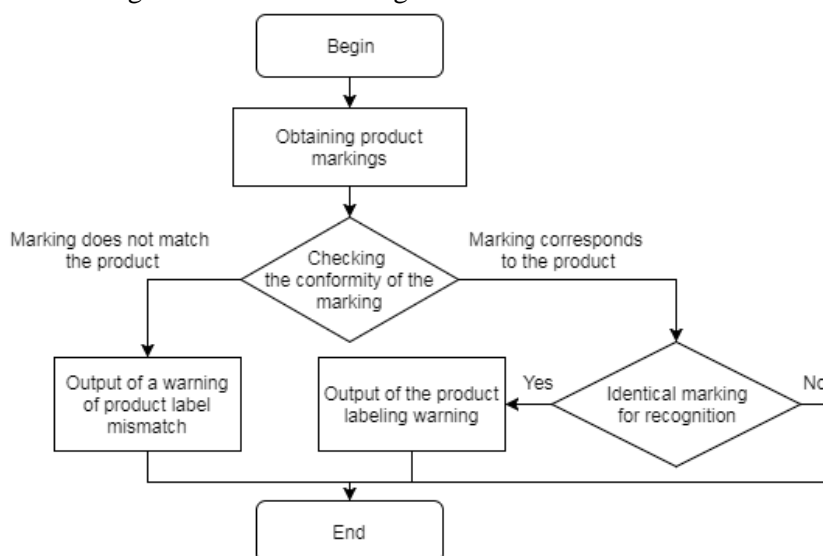 Begin
Obtaining product
markings
Marking does not match
the product
Checking
the conformity of the
marking
Marking corresponds
to the product
Output of a warning
of product label
mismatch
Output of the product
labeling warning
Yes
Identical marking
for recognition
No
End